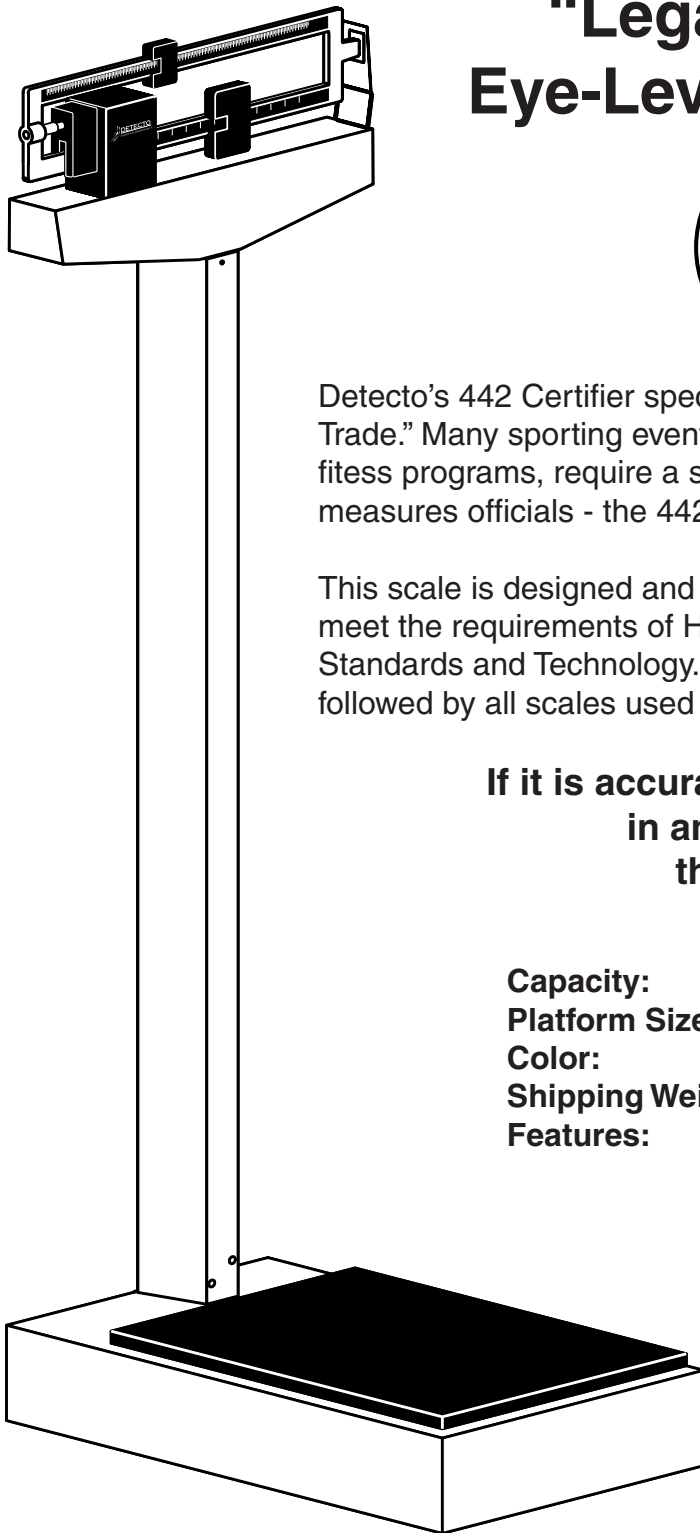 "Lega
Eye-Lev
DETECTO
Detecto's 442 Certifier spec
Trade." Many sporting even
fitess programs, require a s
measures officials - the 442
This scale is designed and
meet the requirements of H
Standards and Technology.
followed by all scales used
If it is accura
in ar
th
Capacity:
Platform Size
Color:
Shipping Wei
Features: